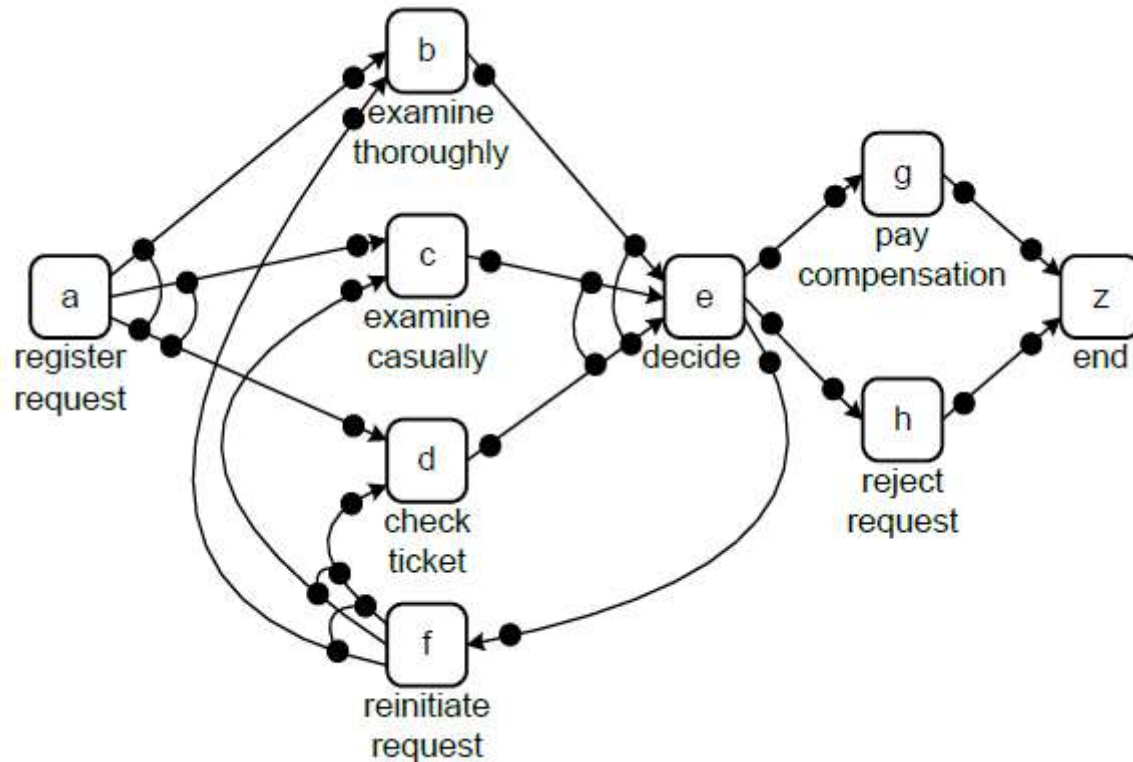 b
examine
thoroughly
g
pay
compensation
c
examine
casually
a
register
request
e
decide
z
end
d
check
ticket
h
reject
request
f
reinitiate
request